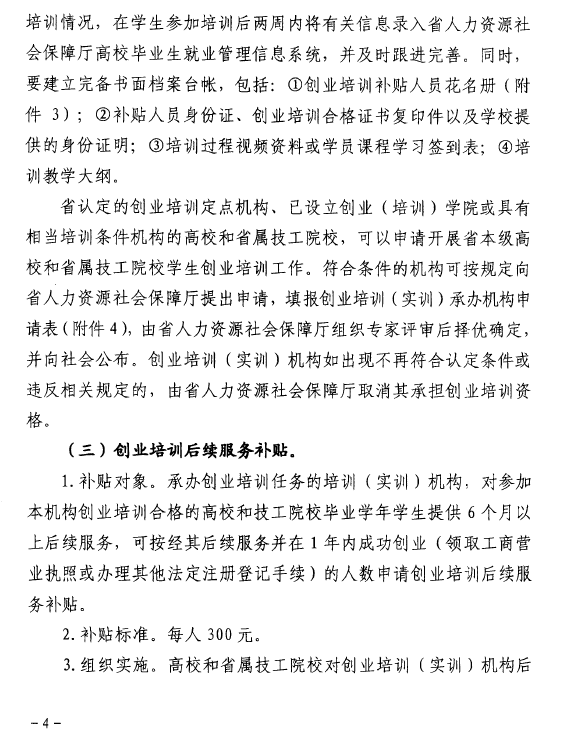 培训情况，在学生参加培训后两周内将有关信息录入省人力资源社
会保障厅高校毕业生就业管理信息系统，并及时跟进完善。同时，
要建立完备书面档案台帐，包括：①创业培训补贴人员花名册（附
件 3）；②补贴人员身份证、创业培训合格证书复印件以及学校提
供的身份证明；③培训过程视频资料或学员课程学习签到表；④培
训教学大纲。
省认定的创业培训定点机构、已设立创业（培训）学院或具有
相当培训条件机构的高校和省属技工院校，可以申请开展省本级高
校和省属技工院校学生创业培训工作。符合条件的机构可按规定向
省人力资源社会保障厅提出申请，填报创业培训（实训）承办机构申
请表（附件 4），由省人力资源社会保障厅组织专家评审后择优确定，
并向社会公布。创业培训（实训）机构如出现不再符合认定条件或
违反相关规定的，由省人力资源社会保障厅取消其承担创业培训资
格。
（三）创业培训后续服务补贴。
1. 补贴对象。承办创业培训任务的培训（实训）机构，对参加
本机构创业培训合格的高校和技工院校毕业学年学生提供 6 个月以
上后续服务，可按经其后续服务并在 1 年内成功创业（领取工商营
业执照或办理其他法定注册登记手续）的人数申请创业培训后续服
务补贴。
2. 补贴标准。每人 300 元。
3. 组织实施。高校和省属技工院校对创业培训（实训）机构后
－4－